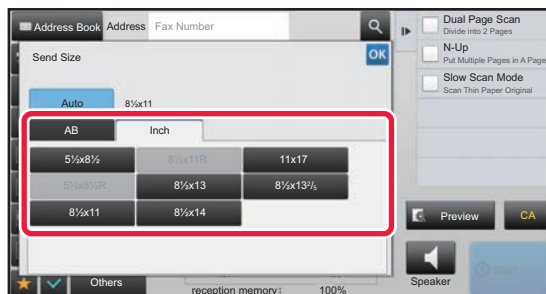 Address Book Address Fax Number
Send Size OK
Auto 8½x11
AB Inch
5½x8½ 8½x11R 11x17
5½x8½R 8½x13 8½x13²/₅
8½x11 8½x14
Others
reception memory: 100%
Dual Page Scan
Divide into 2 Pages
N-Up
Put Multiple Pages in A Page
Slow Scan Mode
Scan Thin Paper Original
Preview CA
Speaker Start